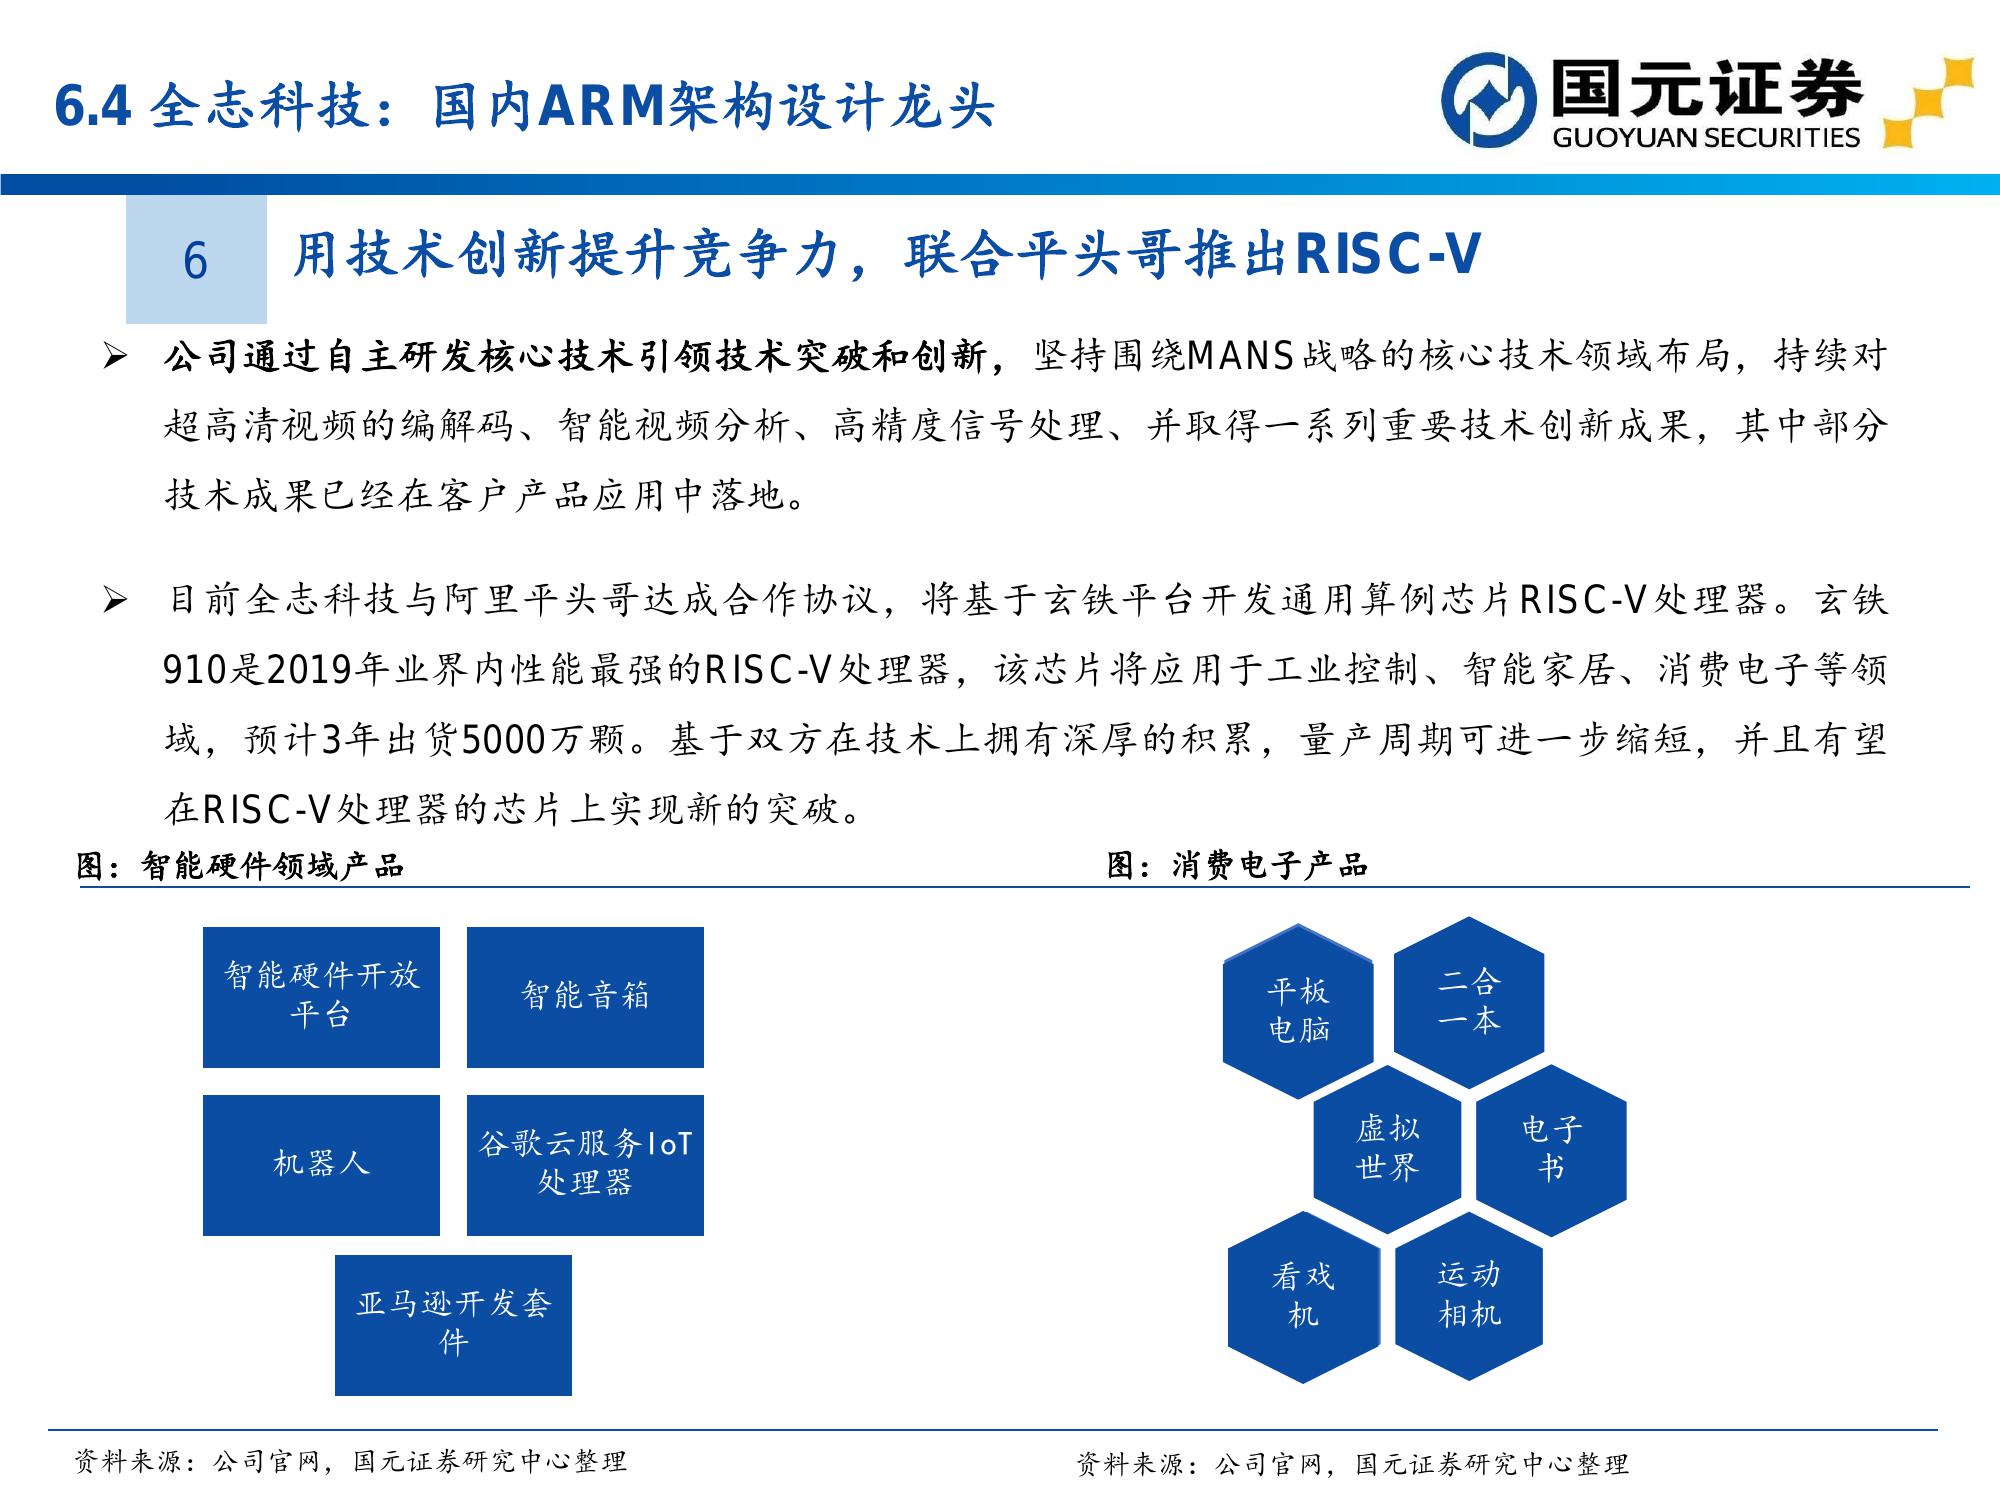 6.4 全志科技：国内ARM架构设计龙头
国元证券
GUOYUAN SECURITIES
6
用技术创新提升竞争力，联合平头哥推出RISC-V
公司通过自主研发核心技术引领技术突破和创新，坚持围绕MANS战略的核心技术领域布局，持续对
超高清视频的编解码、智能视频分析、高精度信号处理、并取得一系列重要技术创新成果，其中部分
技术成果已经在客户产品应用中落地。
目前全志科技与阿里平头哥达成合作协议，将基于玄铁平台开发通用算例芯片RISC-V处理器。玄铁
910是2019年业界内性能最强的RISC-V处理器，该芯片将应用于工业控制、智能家居、消费电子等领
域，预计3年出货5000万颗。基于双方在技术上拥有深厚的积累，量产周期可进一步缩短，并且有望
在RISC-V处理器的芯片上实现新的突破。
图：智能硬件领域产品
智能硬件开放
平台
智能音箱
机器人
谷歌云服务IoT
处理器
亚马逊开发套
件
图：消费电子产品
平板
电脑
二合
一本
虚拟
世界
电子
书
看戏
机
运动
相机
资料来源：公司官网，国元证券研究中心整理
资料来源：公司官网，国元证券研究中心整理